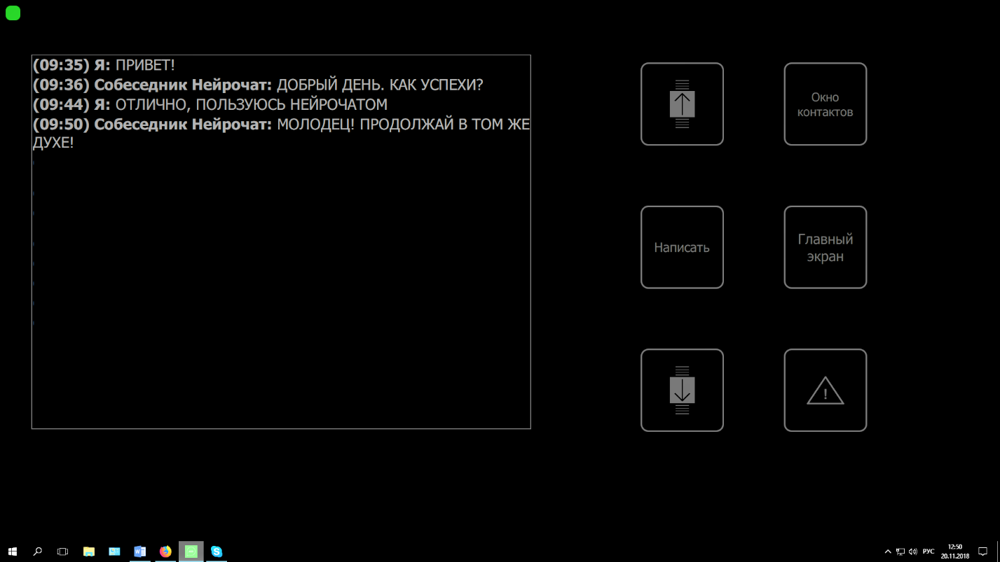 (09:35) Я: ПРИВЕТ!
(09:36) Собеседник Нейрочат: ДОБРЫЙ ДЕНЬ. КАК УСПЕХИ?
(09:44) Я: ОТЛИЧНО, ПОЛЬЗУЮСЬ НЕЙРОЧАТОМ
(09:50) Собеседник Нейрочат: МОЛОДЕЦ! ПРОДОЛЖАЙ В ТОМ ЖЕ
ДУХЕ!
Окно
контактов
Написать
Главный
экран
!
РУС
12:50
20.11.2018